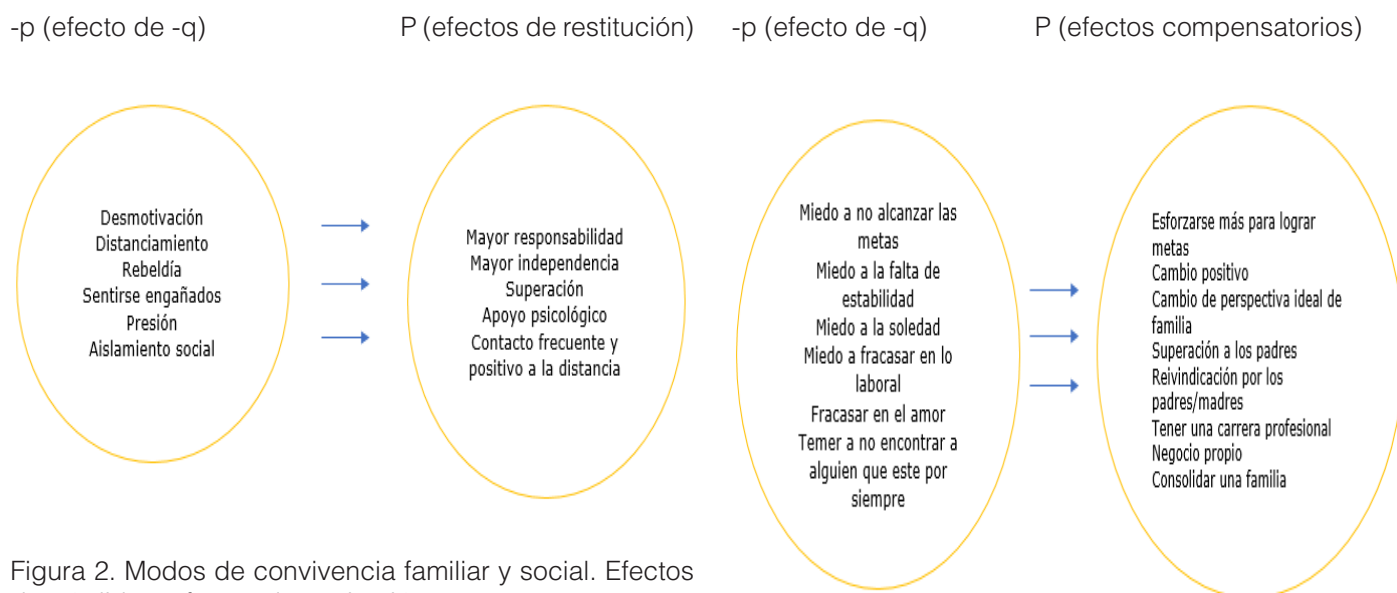 -p (efecto de -q)
P (efectos de restitución)
Desmotivación
Distanciamiento
Rebeldía
Sentirse engañados
Presión
Aislamiento social
Mayor responsabilidad
Mayor independencia
Superación
Apoyo psicológico
Contacto frecuente y
positivo a la distancia
Figura 2. Modos de convivencia familiar y social. Efectos
-p (efecto de -q)
P (efectos compensatorios)
Miedo a no alcanzar las
metas
Miedo a la falta de
estabilidad
Miedo a la soledad
Miedo a fracasar en lo
laboral
Fracasar en el amor
Temer a no encontrar a
alguien que este por
siempre
Esforzarse más para lograr
metas
Cambio positivo
Cambio de perspectiva ideal de
familia
Superación a los padres
Reivindicación por los
padres/madres
Tener una carrera profesional
Negocio propio
Consolidar una familia